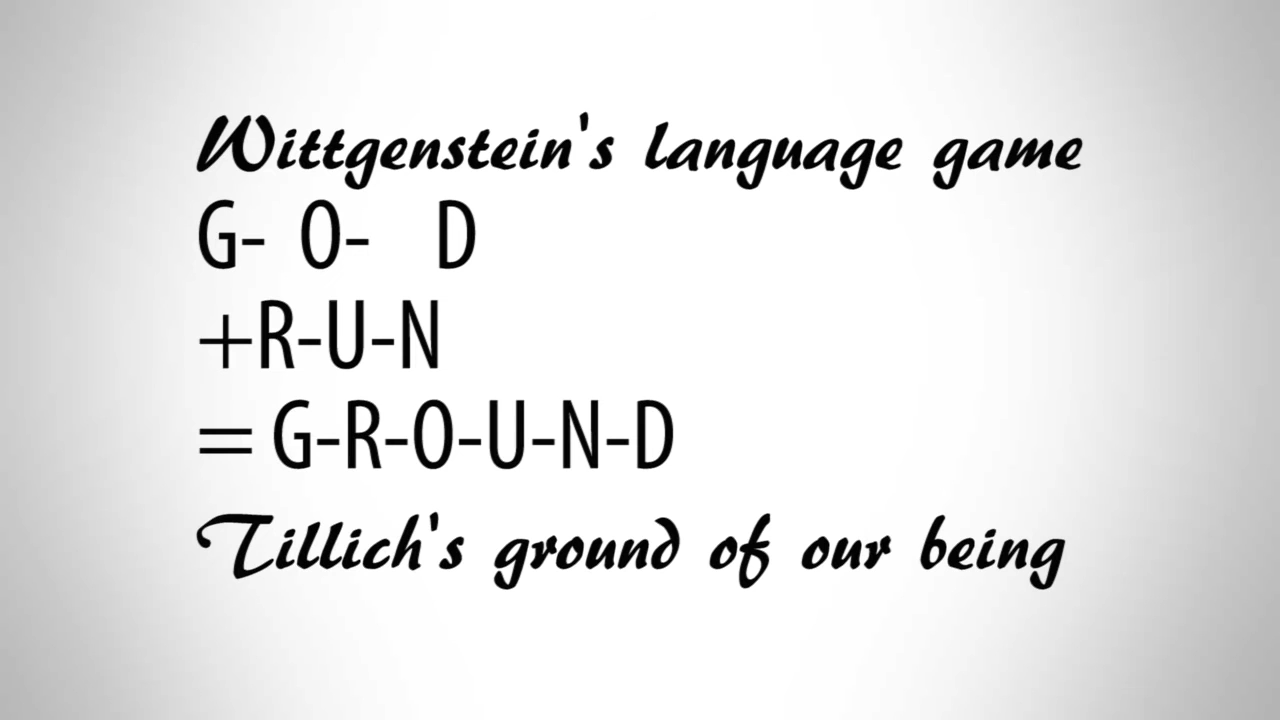 Wittgenstein's language game
G- O- D
+R-U-N
= G-R-O-U-N-D
Tillich's ground of our being